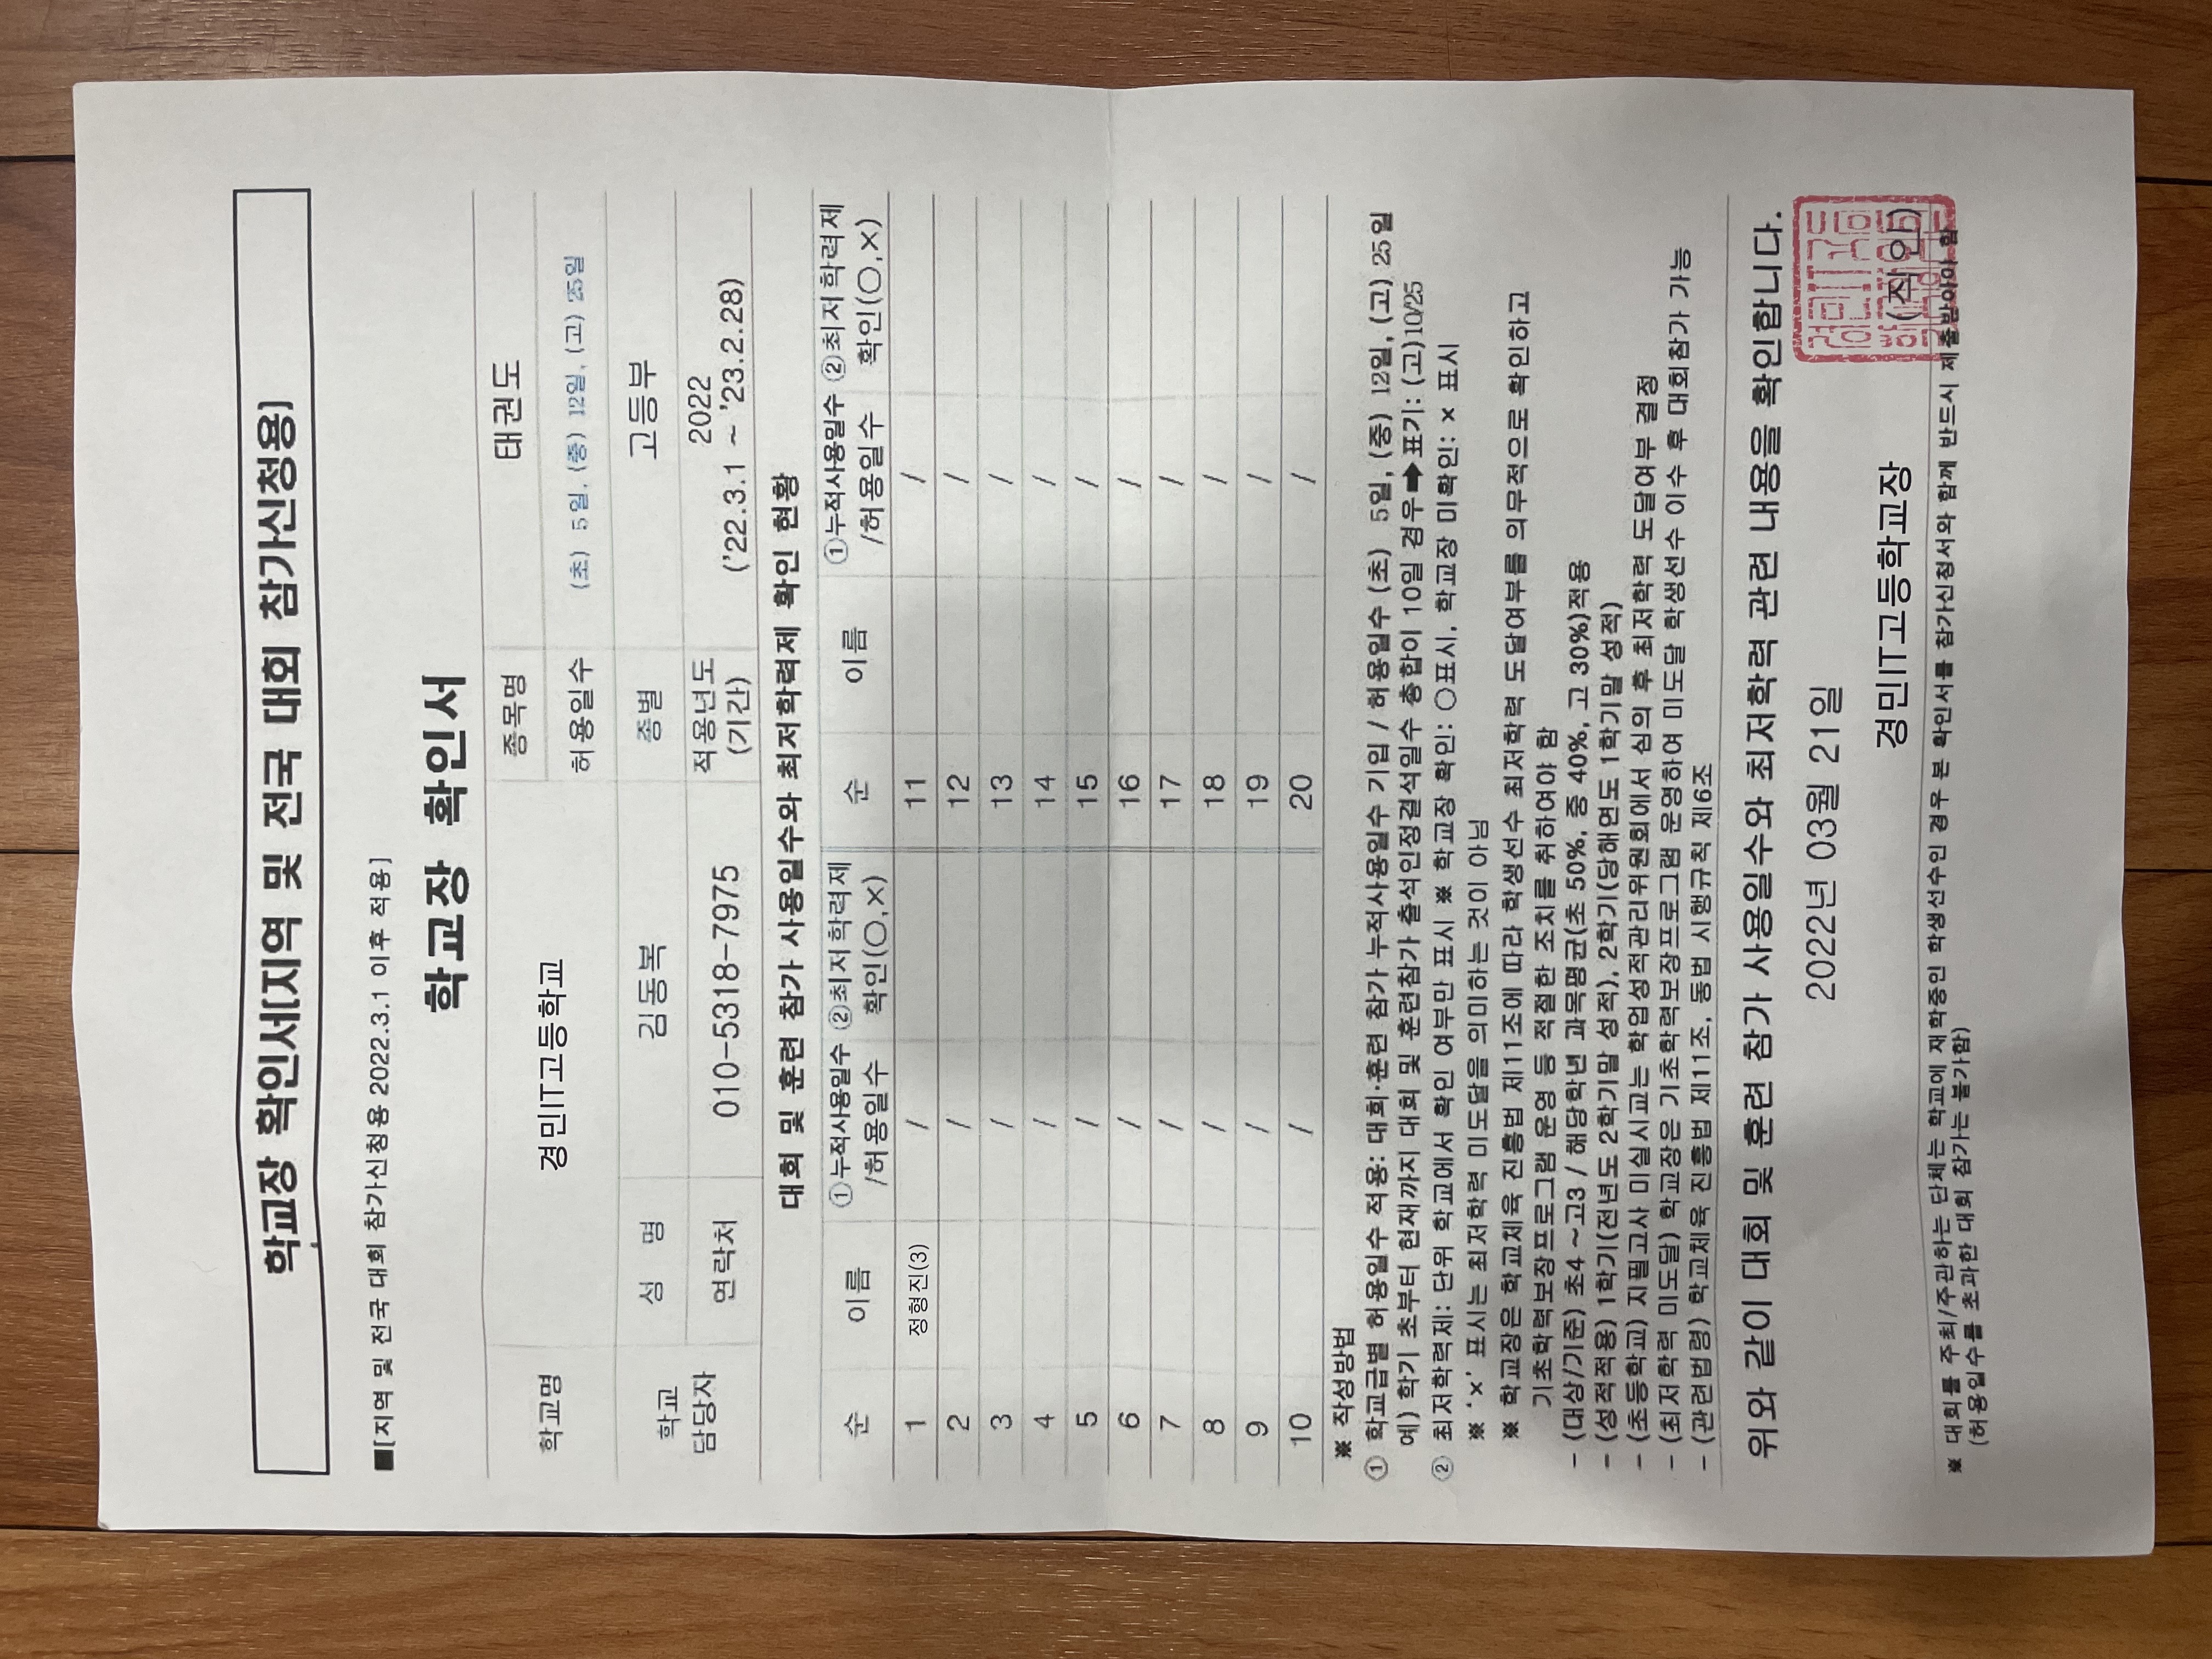 학교장 확인서[지역 및 전국 대회 참가신청용]
■[지역 및 전국 대회 참가신청용 2022.3.1 이후 적용]
학교장 확인서
학교명 경민IT고등학교 종목명 태권도
허용일수 (초) 5일, (중) 12일, (고) 25일
학교 담당자 성 명 김동복 종별 고등부
연락처 010-5318-7975 적용년도 (기간) 2022 ('22.3.1 ~ '23.2.28)
대회 및 훈련 참가 사용일수와 최저학력제 확인 현황
순 이름 ①누적사용일수 /허용일수 ②최저학력제 확인(○,×) 순 이름 ①누적사용일수 /허용일수 ②최저학력제 확인(○,×)
1 정형진(3) / 11 /
2 / 12 /
3 / 13 /
4 / 14 /
5 / 15 /
6 / 16 /
7 / 17 /
8 / 18 /
9 / 19 /
10 / 20 /
※ 작성방법
① 학교급별 허용일수 적용: 대회·훈련 참가 누적사용일수 기입 / 허용일수 (초) 5일, (중) 12일, (고) 25일
예) 학기 초부터 현재까지 대회 및 훈련참가 출석인정결석일수 총합이 10일 경우➡표기: (고)10/25
② 최저학력제: 단위 학교에서 확인 여부만 표시 ※ 학교장 확인: ○표시, 학교장 미확인: × 표시
※ '×' 표시는 최저학력 미도달을 의미하는 것이 아님
※ 학교장은 학교체육 진흥법 제11조에 따라 학생선수 최저학력 도달여부를 의무적으로 확인하고
기초학력보장프로그램 운영 등 적절한 조치를 취하여야 함
- (대상/기준) 초4 ~고3 / 해당학년 과목평균(초 50%, 중 40%, 고 30%)적용
- (성적적용) 1학기(전년도 2학기말 성적), 2학기(당해연도 1학기말 성적)
- (초등학교) 지필고사 미실시교는 학업성적관리위원회에서 심의 후 최저학력 도달여부 결정
- (최저학력 미도달) 학교장은 기초학력보장프로그램 운영하여 미도달 학생선수 이수 후 대회참가 가능
- (관련법령) 학교체육 진흥법 제11조, 동법 시행규칙 제6조
위와 같이 대회 및 훈련 참가 사용일수와 최저학력 관련 내용을 확인합니다.
2022년 03월 21일
경민IT고등학교장 (직인)
※ 대회를 주최/주관하는 단체는 학교에 재학중인 학생선수인 경우 본 확인서를 참가신청서와 함께 반드시 제출받아야 함
(허용일수를 초과한 대회 참가는 불가함)